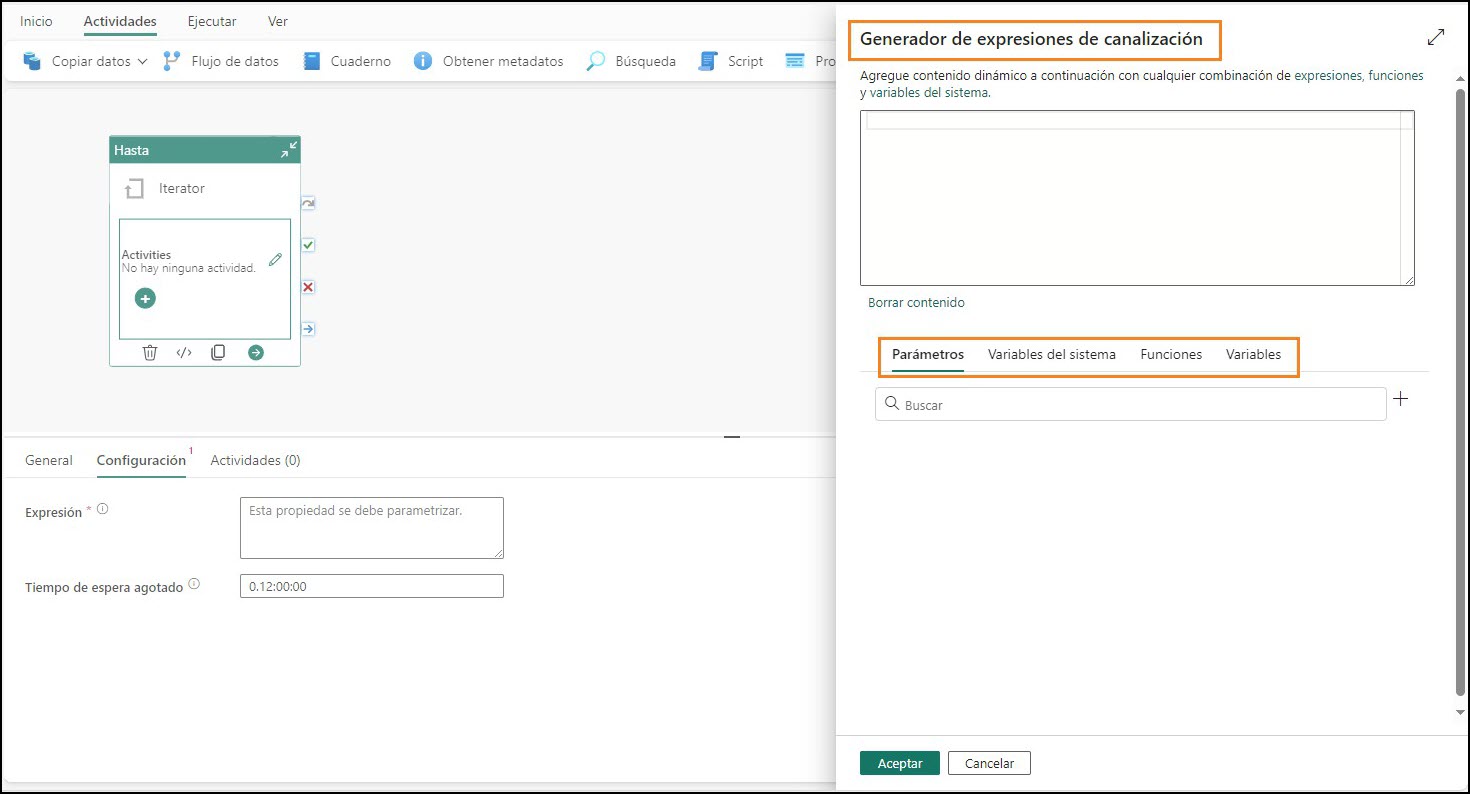 Inicio Actividades Ejecutar Ver
Copiar datos Flujo de datos Cuaderno Obtener metadatos Búsqueda Script Pro
Hasta
Iterator
Activities
No hay ninguna actividad.
General Configuración 1 Actividades (0)
Expresión *
Esta propiedad se debe parametrizar.
Tiempo de espera agotado
0.12:00:00
Generador de expresiones de canalización
Agregue contenido dinámico a continuación con cualquier combinación de expresiones, funciones
y variables del sistema.
Borrar contenido
Parámetros Variables del sistema Funciones Variables
Buscar
Aceptar Cancelar